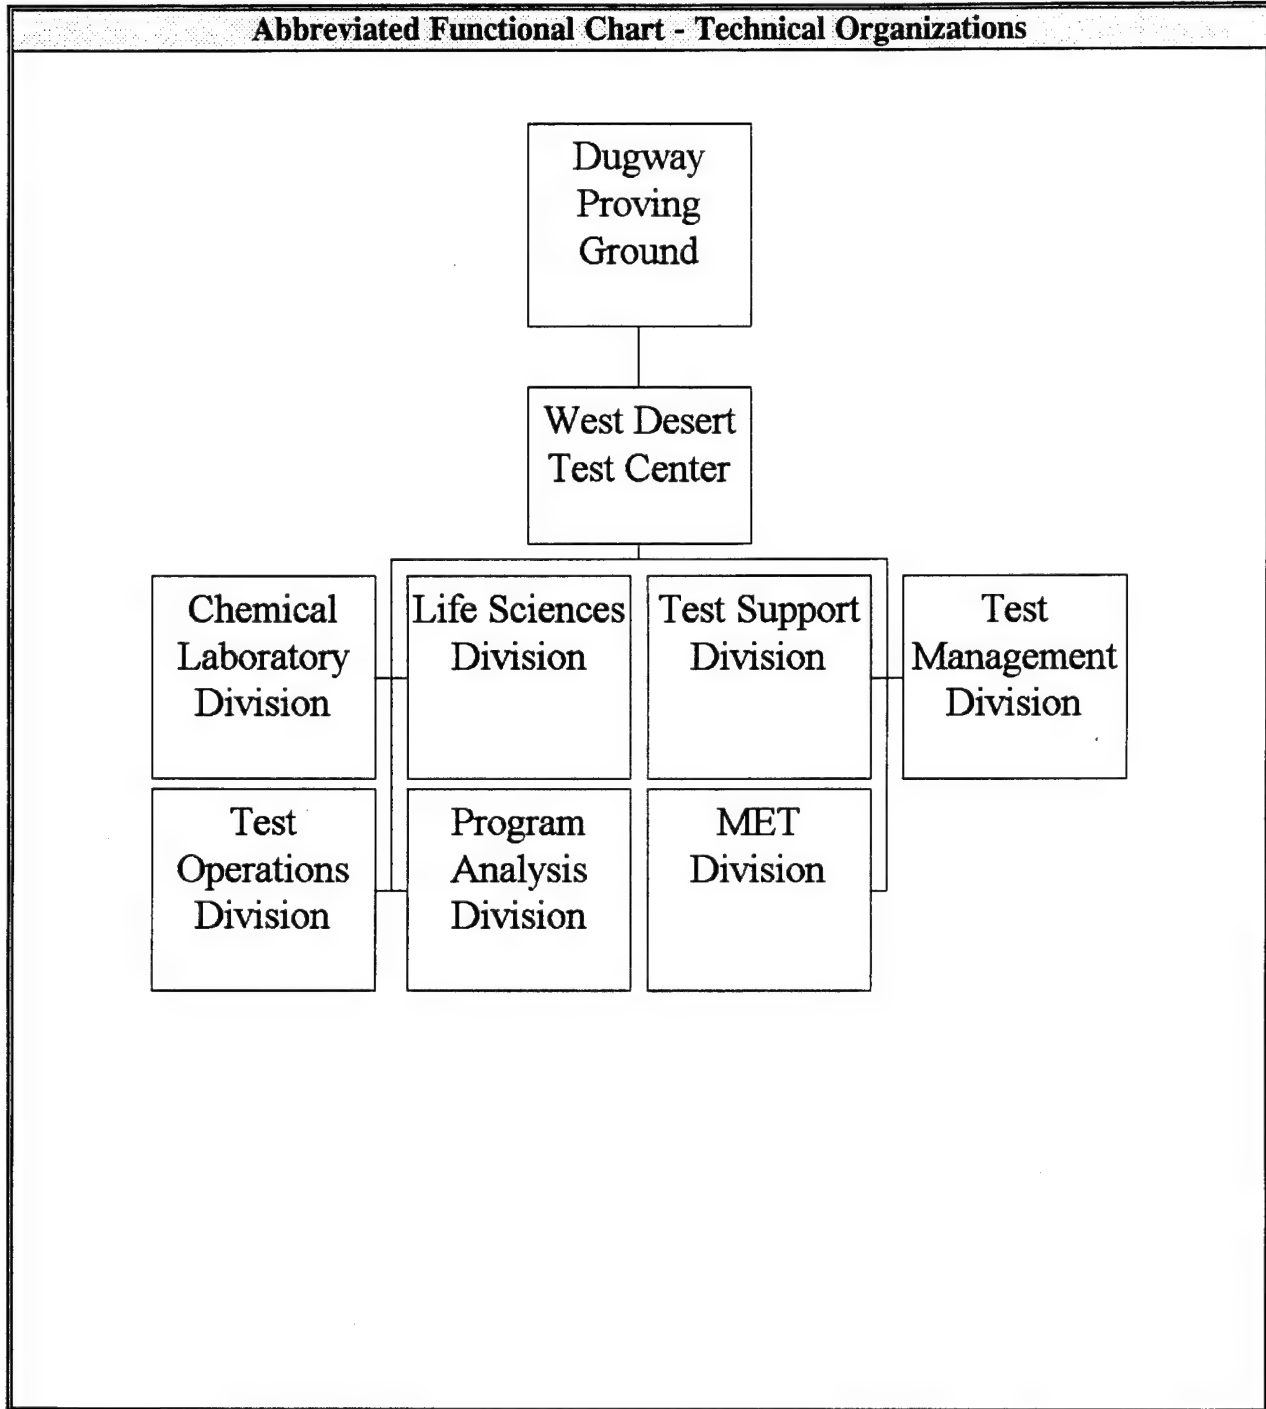 Abbreviated Functional Chart - Technical Organizations
Dugway
Proving
Ground
West Desert
Test Center
Chemical
Laboratory
Division
Life Sciences
Division
Test Support
Division
Test
Management
Division
Test
Operations
Division
Program
Analysis
Division
MET
Division